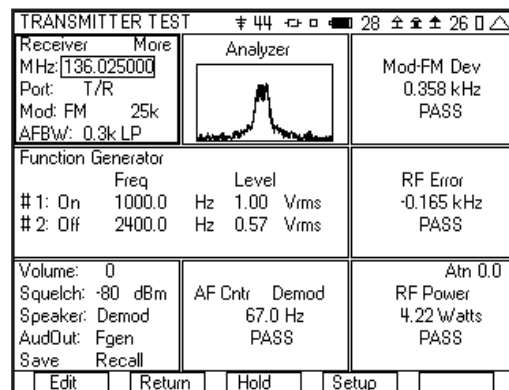 TRANSMITTER TEST 44 28 26
Receiver More
MHz: 136.025000
Port: T/R
Mod: FM 25k
AFBW: 0.3k LP
Analyzer
Mod-FM Dev
0.358 kHz
PASS
Function Generator
Freq Level
#1: On 1000.0 Hz 1.00 Vrms
#2: Off 2400.0 Hz 0.57 Vrms
RF Error
-0.165 kHz
PASS
Volume: 0
Squelch: -80 dBm
Speaker: Demod
AudOut: Fgen
Save Recall
AF Cntr Demod
67.0 Hz
PASS
Atn 0.0
RF Power
4.22 Watts
PASS
Edit Return Hold Setup